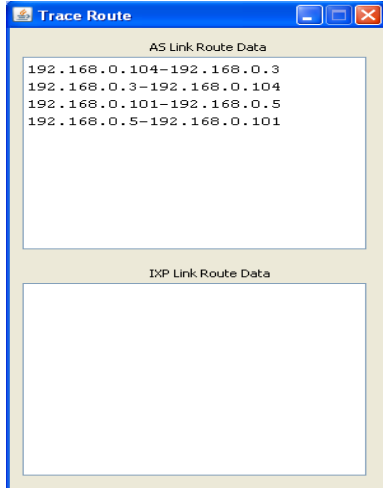 Trace Route
AS Link Route Data
192.168.0.104-192.168.0.3
192.168.0.3-192.168.0.104
192.168.0.101-192.168.0.5
192.168.0.5-192.168.0.101
IXP Link Route Data